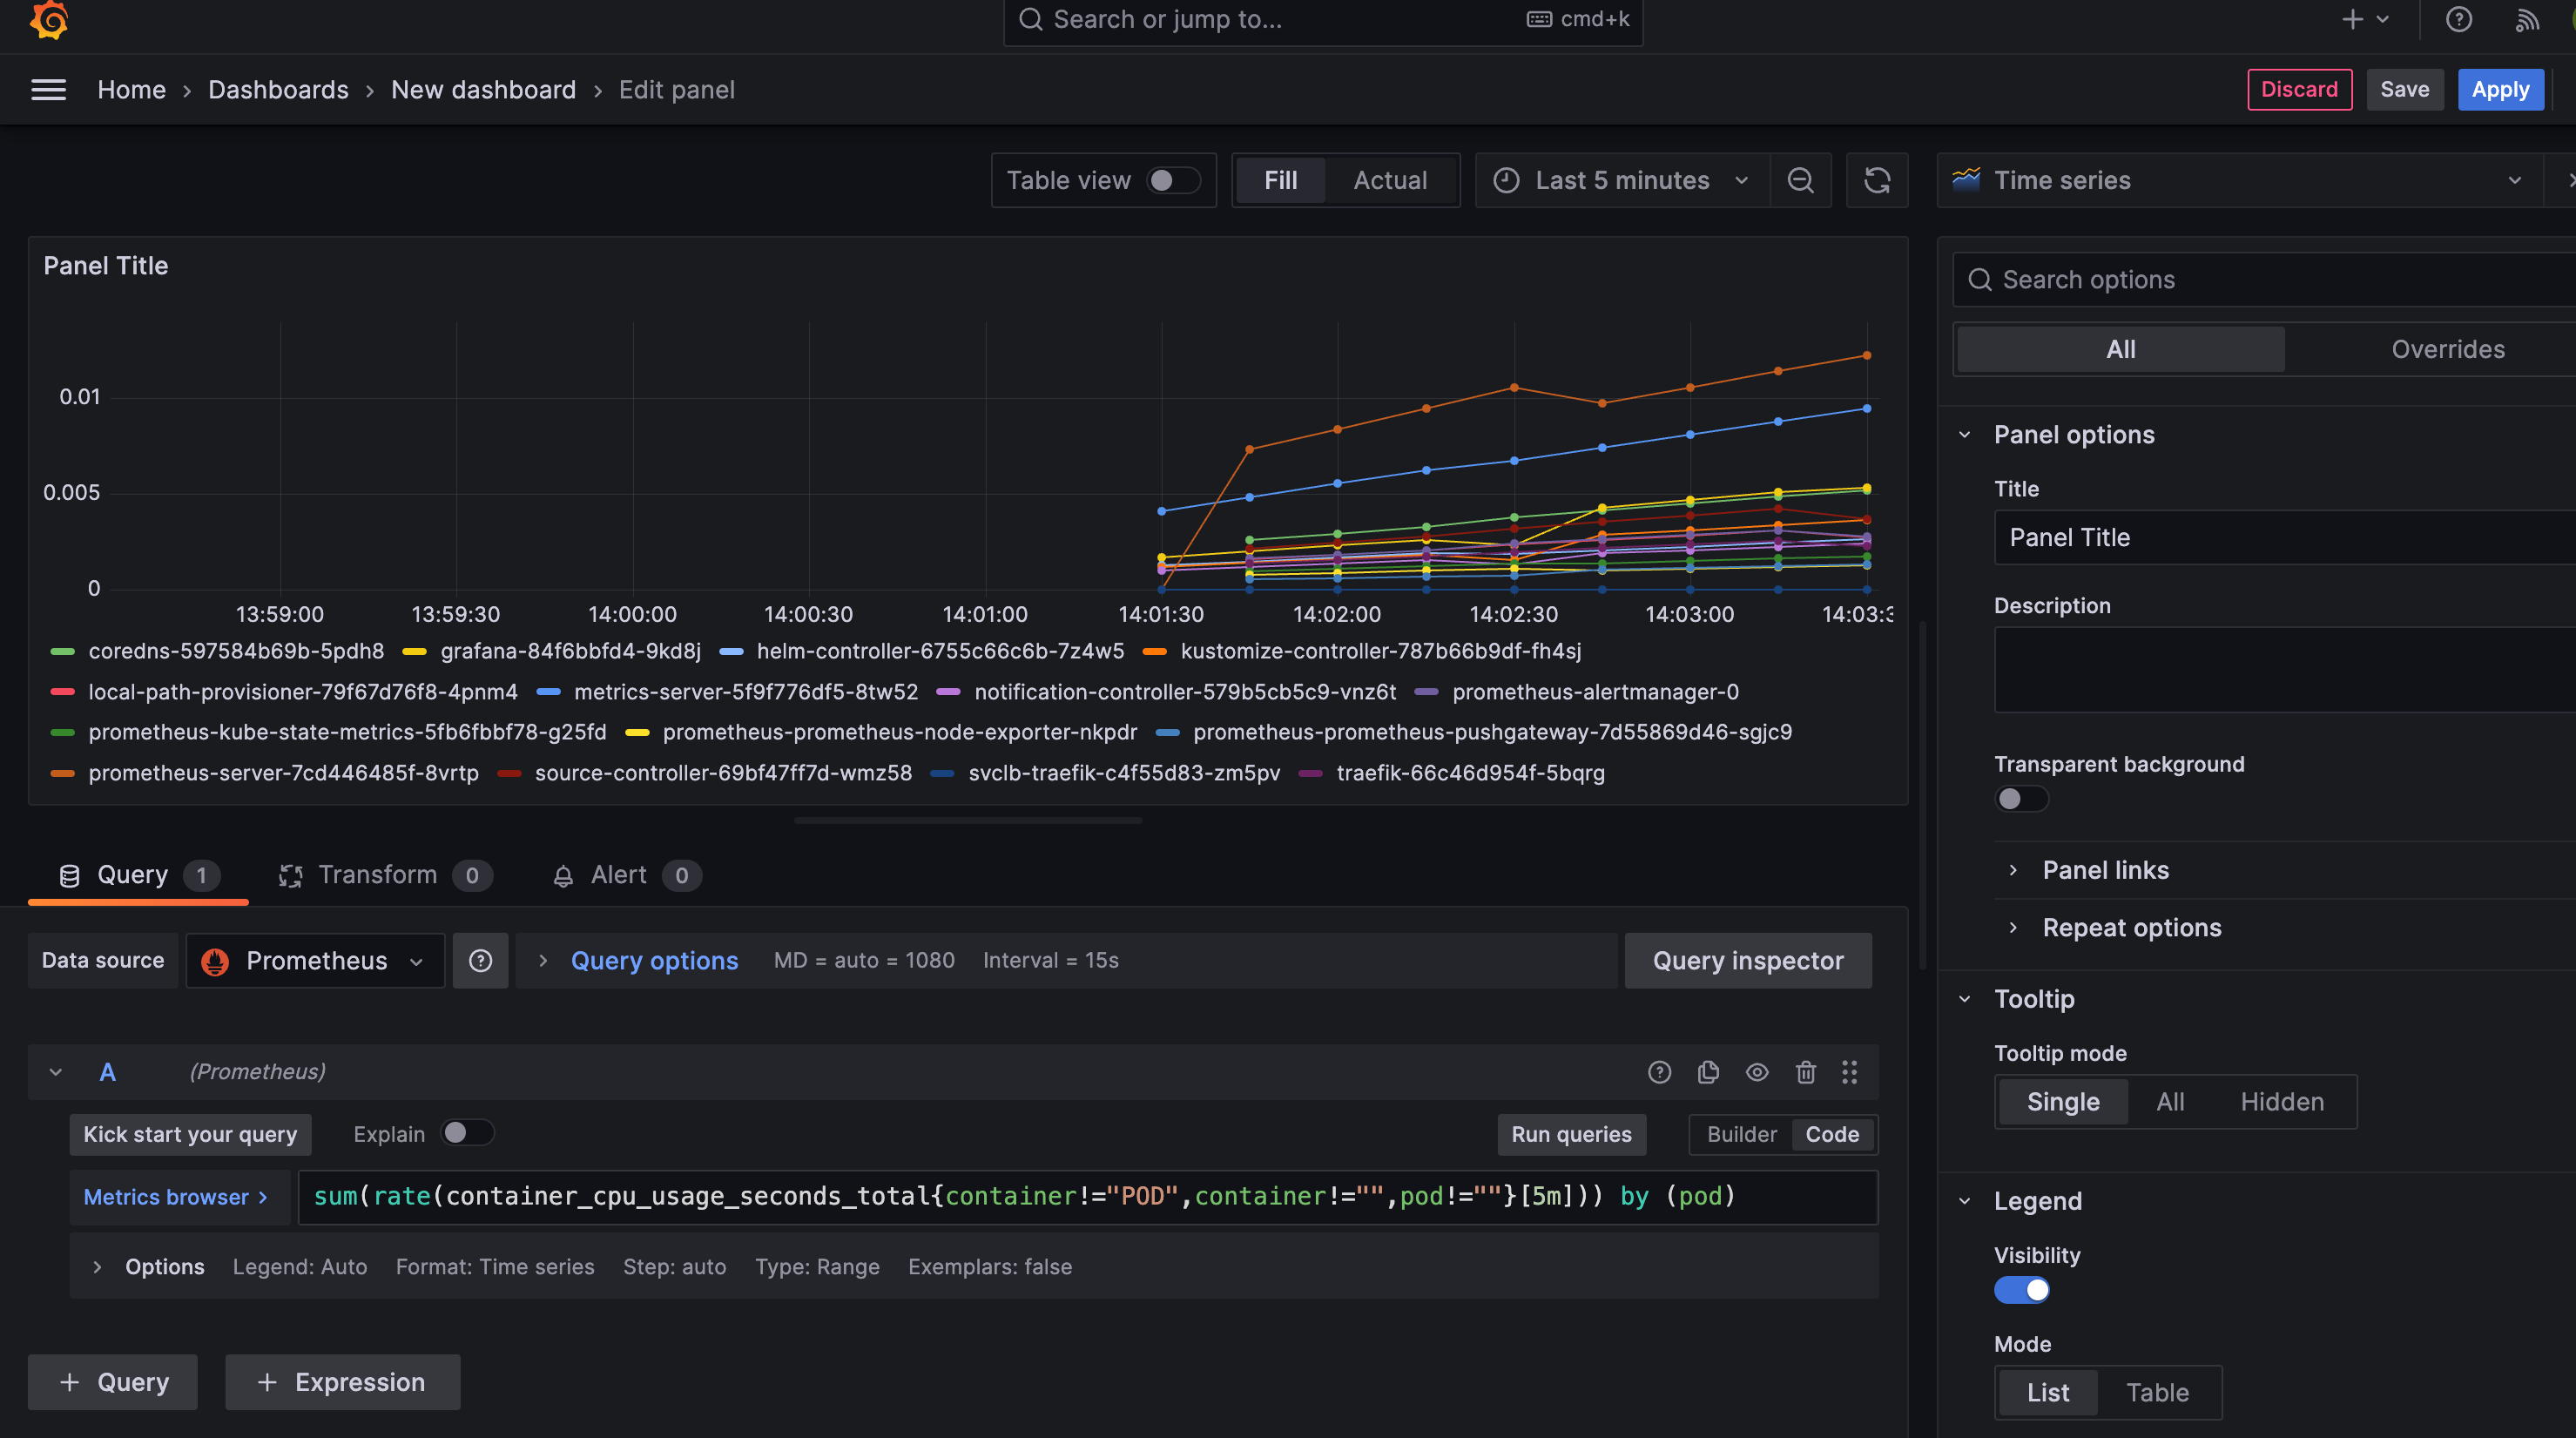 Search or jump to... cmd+k
Home › Dashboards › New dashboard › Edit panel Discard Save Apply
Table view Fill Actual Last 5 minutes Time series
Panel Title
0.01
0.005
0
13:59:00 13:59:30 14:00:00 14:00:30 14:01:00 14:01:30 14:02:00 14:02:30 14:03:00 14:03:3
coredns-597584b69b-5pdh8 grafana-84f6bbfd4-9kd8j helm-controller-6755c66c6b-7z4w5 kustomize-controller-787b66b9df-fh4sj
local-path-provisioner-79f67d76f8-4pnm4 metrics-server-5f9f776df5-8tw52 notification-controller-579b5cb5c9-vnz6t prometheus-alertmanager-0
prometheus-kube-state-metrics-5fb6fbbf78-g25fd prometheus-prometheus-node-exporter-nkpdr prometheus-prometheus-pushgateway-7d55869d46-sgjc9
prometheus-server-7cd446485f-8vrtp source-controller-69bf47ff7d-wmz58 svclb-traefik-c4f55d83-zm5pv traefik-66c46d954f-5bqrg
Query 1 Transform 0 Alert 0
Data source Prometheus Query options MD = auto = 1080 Interval = 15s Query inspector
A (Prometheus)
Kick start your query Explain Run queries Builder Code
Metrics browser > sum(rate(container_cpu_usage_seconds_total{container!="POD",container!="",pod!=""}[5m])) by (pod)
Options Legend: Auto Format: Time series Step: auto Type: Range Exemplars: false
+ Query + Expression
Search options
All Overrides
Panel options
Title
Panel Title
Description
Transparent background
Panel links
Repeat options
Tooltip
Tooltip mode
Single All Hidden
Legend
Visibility
Mode
List Table